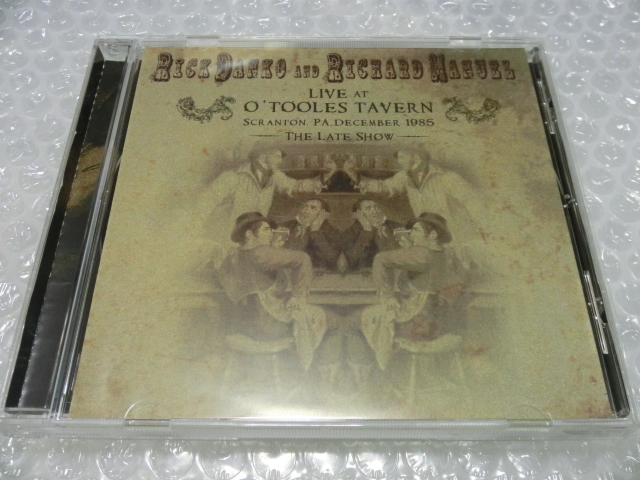 Rick Danko and Richard Manuel
Live at
O'Tooles Tavern
Scranton, PA. December 1985
The Late Show